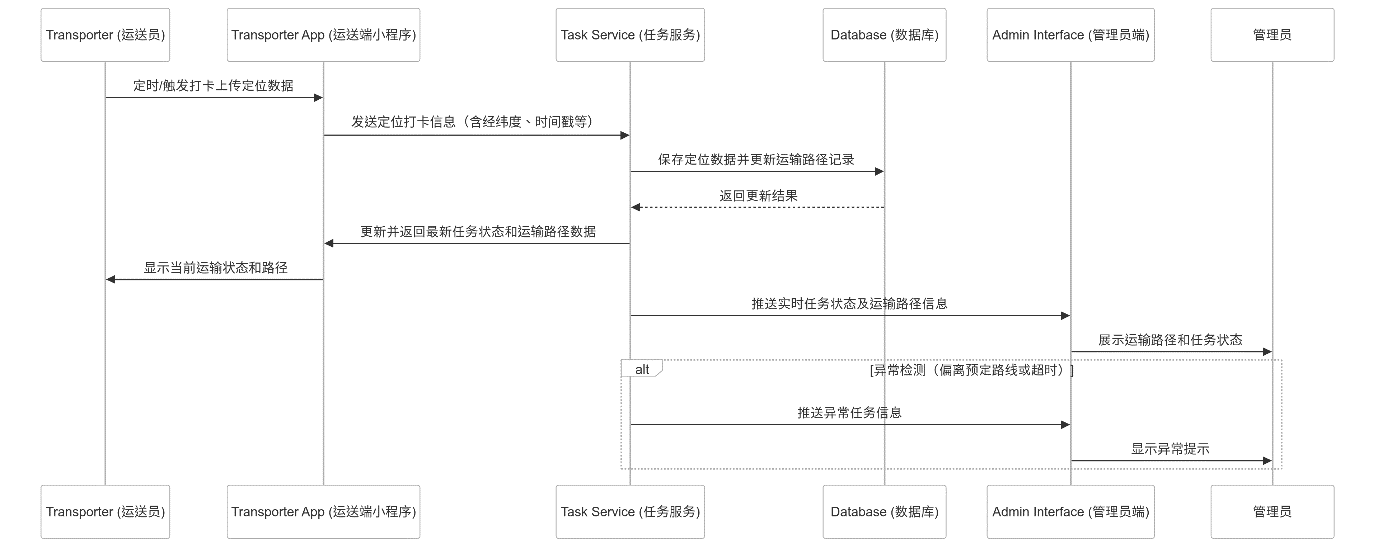 Transporter (运送员)
Transporter App (运送端小程序)
Task Service (任务服务)
Database (数据库)
Admin Interface (管理员端)
管理员
定时/触发打卡上传定位数据
发送定位打卡信息（含经纬度、时间戳等）
保存定位数据并更新运输路径记录
返回更新结果
更新并返回最新任务状态和运输路径数据
显示当前运输状态和路径
推送实时任务状态及运输路径信息
展示运输路径和任务状态
alt
[异常检测（偏离预定路线或超时）]
推送异常任务信息
显示异常提示
Transporter (运送员)
Transporter App (运送端小程序)
Task Service (任务服务)
Database (数据库)
Admin Interface (管理员端)
管理员